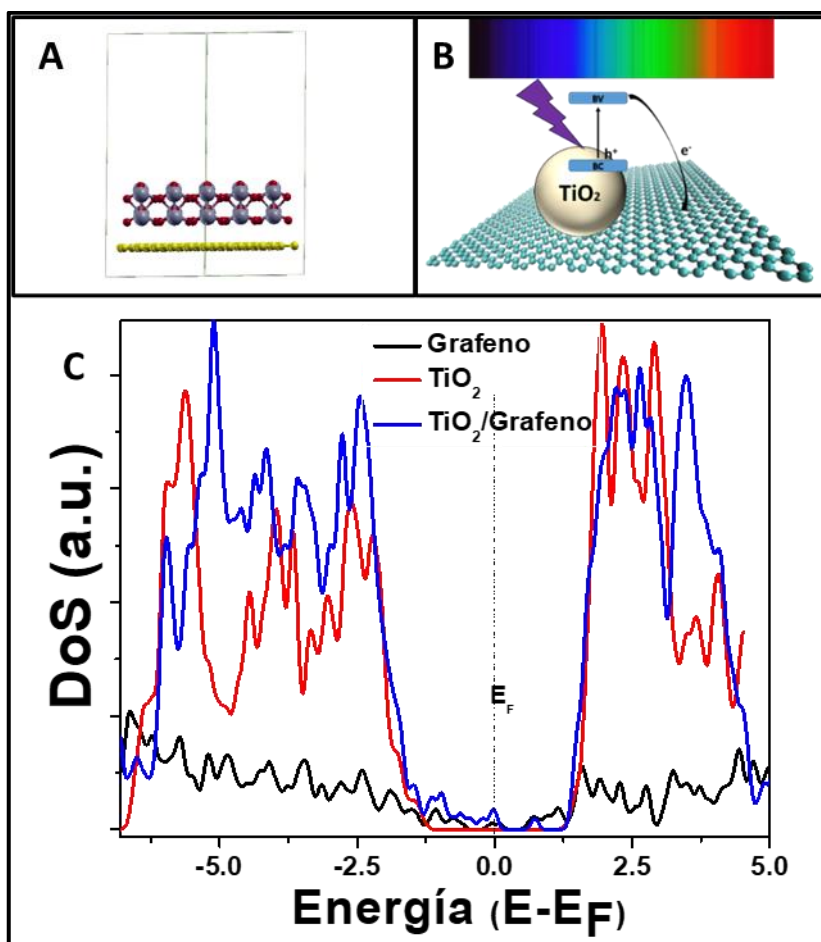 A
B
BV
h⁺
e⁻
BC
TiO₂
C
Grafeno
TiO₂
TiO₂/Grafeno
DoS (a.u.)
E_F
-5.0 -2.5 0.0 2.5 5.0
Energía (E-E_F)